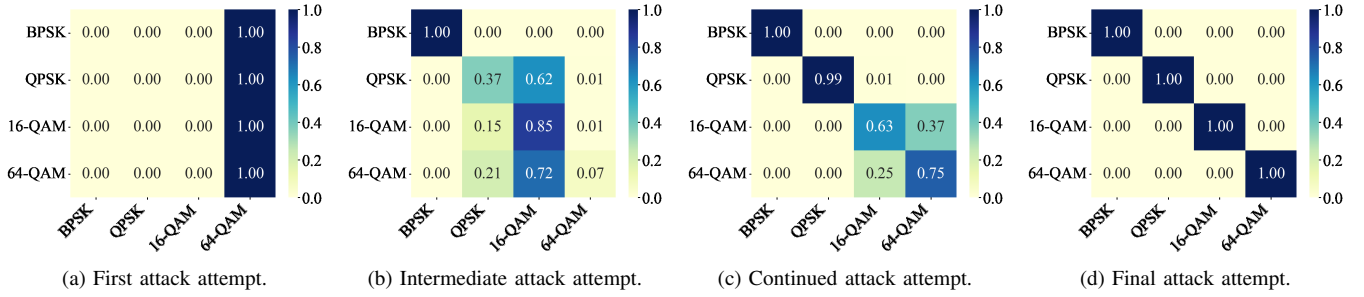 BPSK 0.00 0.00 0.00 1.00
QPSK 0.00 0.00 0.00 1.00
16-QAM 0.00 0.00 0.00 1.00
64-QAM 0.00 0.00 0.00 1.00
BPSK QPSK 16-QAM 64-QAM
1.0
0.8
0.6
0.4
0.2
0.0
(a) First attack attempt.
BPSK 1.00 0.00 0.00 0.00
QPSK 0.00 0.37 0.62 0.01
16-QAM 0.00 0.15 0.85 0.01
64-QAM 0.00 0.21 0.72 0.07
BPSK QPSK 16-QAM 64-QAM
1.0
0.8
0.6
0.4
0.2
0.0
(b) Intermediate attack attempt.
BPSK 1.00 0.00 0.00 0.00
QPSK 0.00 0.99 0.01 0.00
16-QAM 0.00 0.00 0.63 0.37
64-QAM 0.00 0.00 0.25 0.75
BPSK QPSK 16-QAM 64-QAM
1.0
0.8
0.6
0.4
0.2
0.0
(c) Continued attack attempt.
BPSK 1.00 0.00 0.00 0.00
QPSK 0.00 1.00 0.00 0.00
16-QAM 0.00 0.00 1.00 0.00
64-QAM 0.00 0.00 0.00 1.00
BPSK QPSK 16-QAM 64-QAM
1.0
0.8
0.6
0.4
0.2
0.0
(d) Final attack attempt.